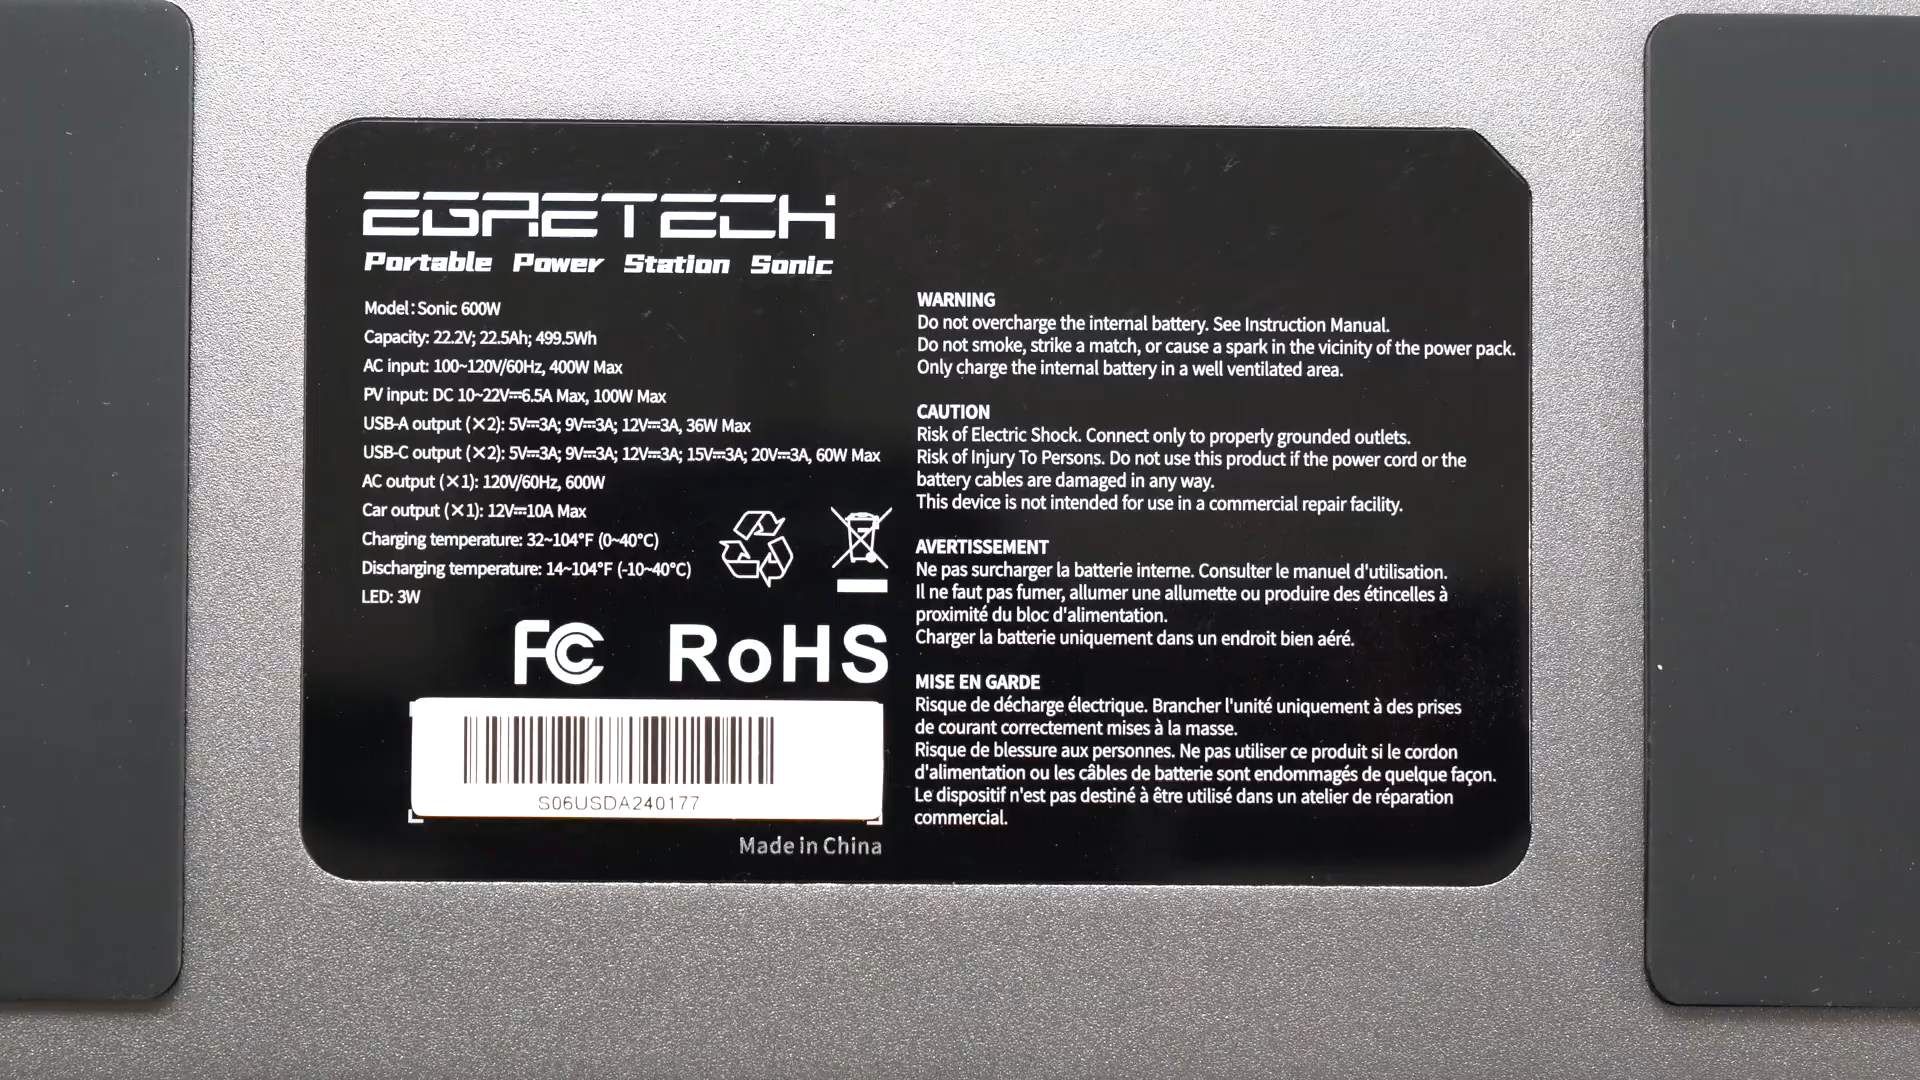 EGRETECH
Portable Power Station Sonic
Model: Sonic 600W
Capacity: 22.2V; 22.5Ah; 499.5Wh
AC input: 100~120V/60Hz, 400W Max
PV input: DC 10~22V⎓6.5A Max, 100W Max
USB-A output (×2): 5V⎓3A; 9V⎓3A; 12V⎓3A, 36W Max
USB-C output (×2): 5V⎓3A; 9V⎓3A; 12V⎓3A; 15V⎓3A; 20V⎓3A, 60W Max
AC output (×1): 120V/60Hz, 600W
Car output (×1): 12V⎓10A Max
Charging temperature: 32~104°F (0~40°C)
Discharging temperature: 14~104°F (-10~40°C)
LED: 3W
FC RoHS
S06USDA240177
Made in China
WARNING
Do not overcharge the internal battery. See Instruction Manual.
Do not smoke, strike a match, or cause a spark in the vicinity of the power pack.
Only charge the internal battery in a well ventilated area.
CAUTION
Risk of Electric Shock. Connect only to properly grounded outlets.
Risk of Injury To Persons. Do not use this product if the power cord or the
battery cables are damaged in any way.
This device is not intended for use in a commercial repair facility.
AVERTISSEMENT
Ne pas surcharger la batterie interne. Consulter le manuel d'utilisation.
Il ne faut pas fumer, allumer une allumette ou produire des étincelles à
proximité du bloc d'alimentation.
Charger la batterie uniquement dans un endroit bien aéré.
MISE EN GARDE
Risque de décharge électrique. Brancher l'unité uniquement à des prises
de courant correctement mises à la masse.
Risque de blessure aux personnes. Ne pas utiliser ce produit si le cordon
d'alimentation ou les câbles de batterie sont endommagés de quelque façon.
Le dispositif n'est pas destiné à être utilisé dans un atelier de réparation
commercial.